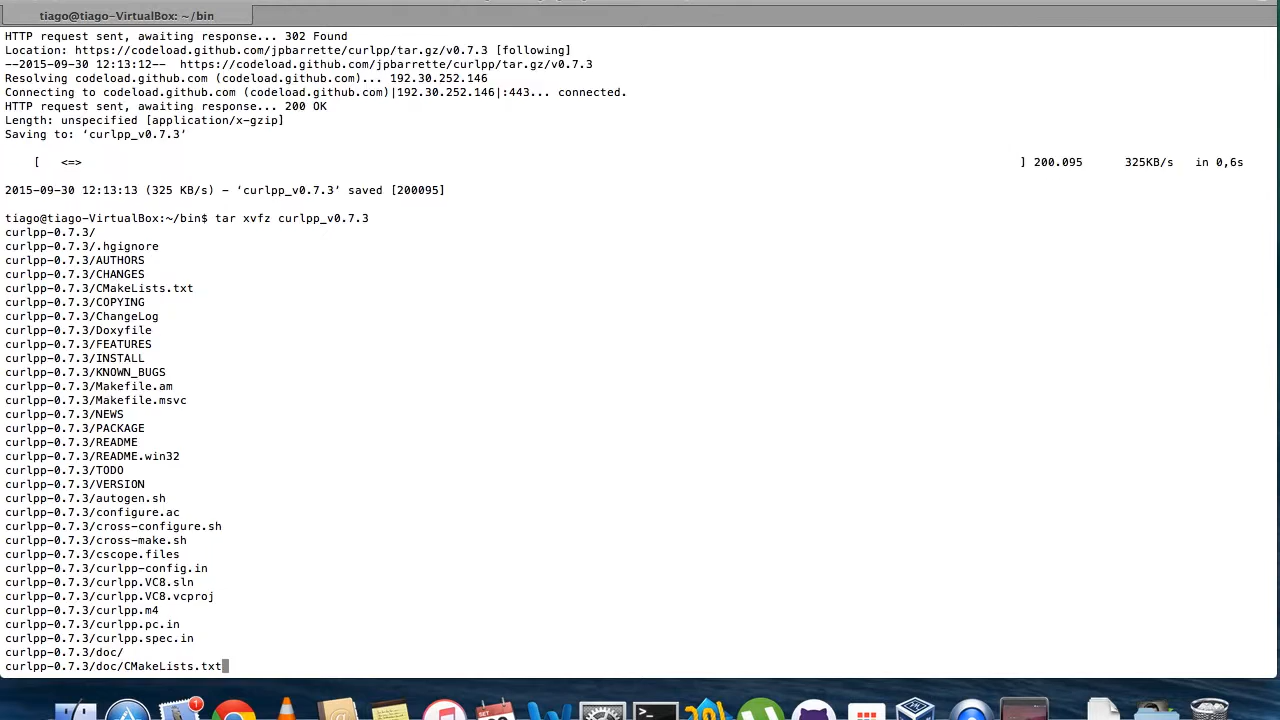 tiago@tiago-VirtualBox: ~/bin
HTTP request sent, awaiting response... 302 Found
Location: https://codeload.github.com/jpbarrette/curlpp/tar.gz/v0.7.3 [following]
--2015-09-30 12:13:12--  https://codeload.github.com/jpbarrette/curlpp/tar.gz/v0.7.3
Resolving codeload.github.com (codeload.github.com)... 192.30.252.146
Connecting to codeload.github.com (codeload.github.com)|192.30.252.146|:443... connected.
HTTP request sent, awaiting response... 200 OK
Length: unspecified [application/x-gzip]
Saving to: ‘curlpp_v0.7.3’
[ <=> ] 200.095 325KB/s in 0,6s
2015-09-30 12:13:13 (325 KB/s) - ‘curlpp_v0.7.3’ saved [200095]
tiago@tiago-VirtualBox:~/bin$ tar xvfz curlpp_v0.7.3
curlpp-0.7.3/
curlpp-0.7.3/.hgignore
curlpp-0.7.3/AUTHORS
curlpp-0.7.3/CHANGES
curlpp-0.7.3/CMakeLists.txt
curlpp-0.7.3/COPYING
curlpp-0.7.3/ChangeLog
curlpp-0.7.3/Doxyfile
curlpp-0.7.3/FEATURES
curlpp-0.7.3/INSTALL
curlpp-0.7.3/KNOWN_BUGS
curlpp-0.7.3/Makefile.am
curlpp-0.7.3/Makefile.msvc
curlpp-0.7.3/NEWS
curlpp-0.7.3/PACKAGE
curlpp-0.7.3/README
curlpp-0.7.3/README.win32
curlpp-0.7.3/TODO
curlpp-0.7.3/VERSION
curlpp-0.7.3/autogen.sh
curlpp-0.7.3/configure.ac
curlpp-0.7.3/cross-configure.sh
curlpp-0.7.3/cross-make.sh
curlpp-0.7.3/cscope.files
curlpp-0.7.3/curlpp-config.in
curlpp-0.7.3/curlpp.VC8.sln
curlpp-0.7.3/curlpp.VC8.vcproj
curlpp-0.7.3/curlpp.m4
curlpp-0.7.3/curlpp.pc.in
curlpp-0.7.3/curlpp.spec.in
curlpp-0.7.3/doc/
curlpp-0.7.3/doc/CMakeLists.txt
1
SET